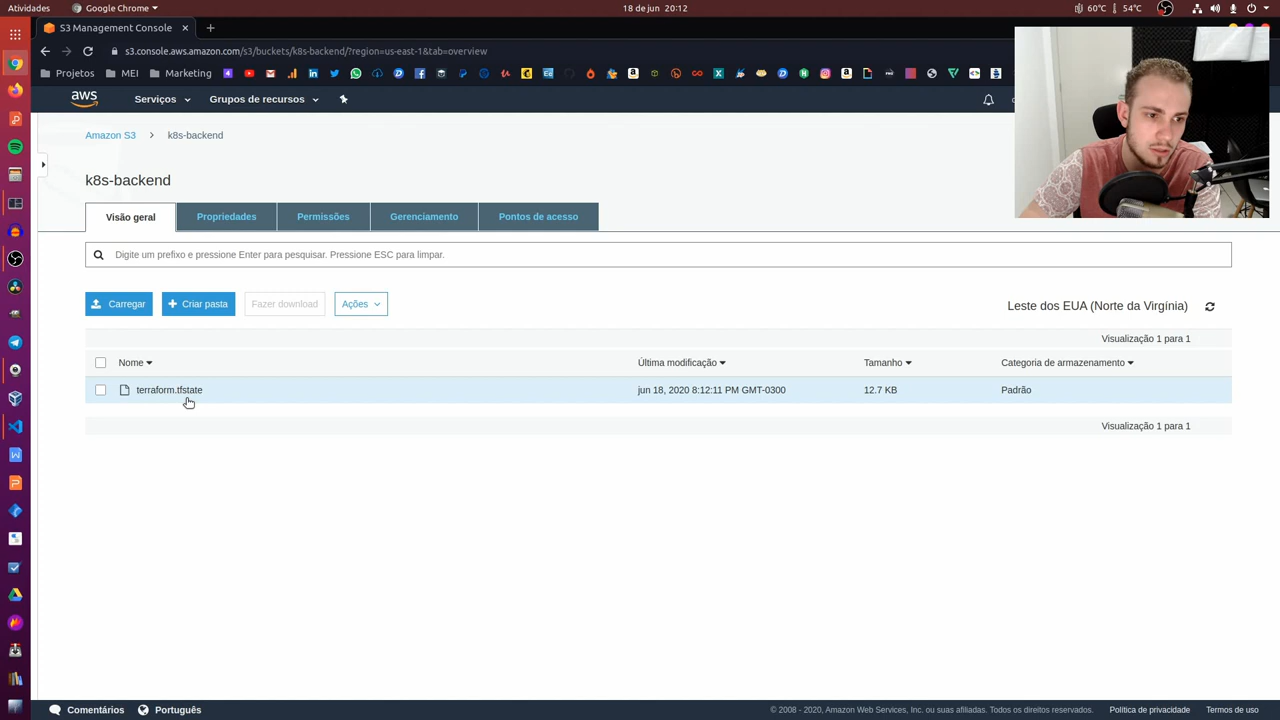 Atividades
Google Chrome
18 de jun 20:12
60°C
54°C
S3 Management Console
s3.console.aws.amazon.com/s3/buckets/k8s-backend/?region=us-east-1&tab=overview
Projetos
MEI
Marketing
aws
Serviços
Grupos de recursos
Amazon S3
k8s-backend
k8s-backend
Visão geral
Propriedades
Permissões
Gerenciamento
Pontos de acesso
Digite um prefixo e pressione Enter para pesquisar. Pressione ESC para limpar.
Carregar
Criar pasta
Fazer download
Ações
Leste dos EUA (Norte da Virgínia)
Visualização 1 para 1
Nome
Última modificação
Tamanho
Categoria de armazenamento
terraform.tfstate
jun 18, 2020 8:12:11 PM GMT-0300
12.7 KB
Padrão
Visualização 1 para 1
Comentários
Português
© 2008 - 2020, Amazon Web Services, Inc. ou suas afiliadas. Todos os direitos reservados.
Política de privacidade
Termos de uso